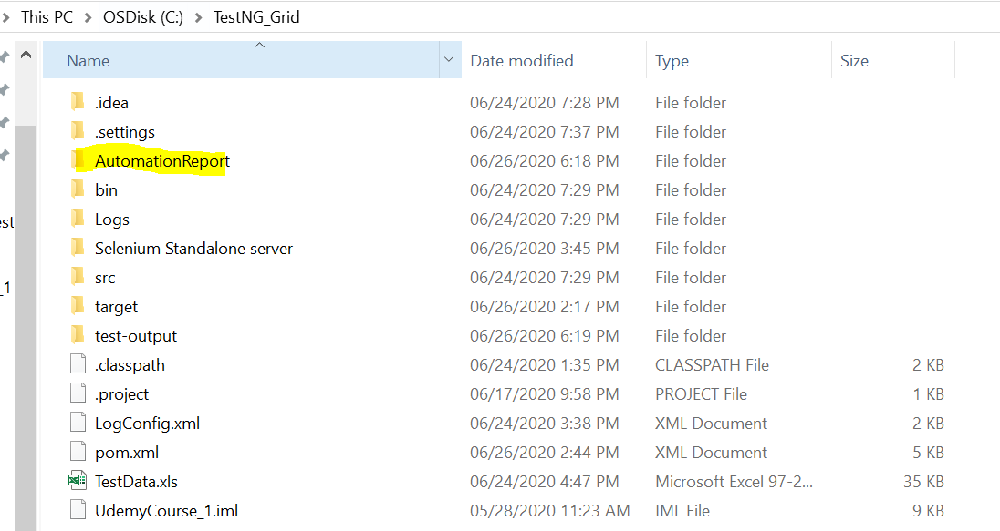 This PC > OSDisk (C:) > TestNG_Grid
Name Date modified Type Size
.idea 06/24/2020 7:28 PM File folder
.settings 06/24/2020 7:37 PM File folder
AutomationReport 06/26/2020 6:18 PM File folder
bin 06/24/2020 7:29 PM File folder
est Logs 06/24/2020 7:29 PM File folder
Selenium Standalone server 06/26/2020 3:45 PM File folder
_1 src 06/24/2020 7:29 PM File folder
target 06/26/2020 2:17 PM File folder
test-output 06/26/2020 6:19 PM File folder
.classpath 06/24/2020 1:35 PM CLASSPATH File 2 KB
.project 06/17/2020 9:58 PM PROJECT File 1 KB
LogConfig.xml 06/24/2020 3:38 PM XML Document 2 KB
pom.xml 06/26/2020 2:44 PM XML Document 5 KB
TestData.xls 06/24/2020 4:47 PM Microsoft Excel 97-2... 35 KB
UdemyCourse_1.iml 05/28/2020 11:23 AM IML File 9 KB